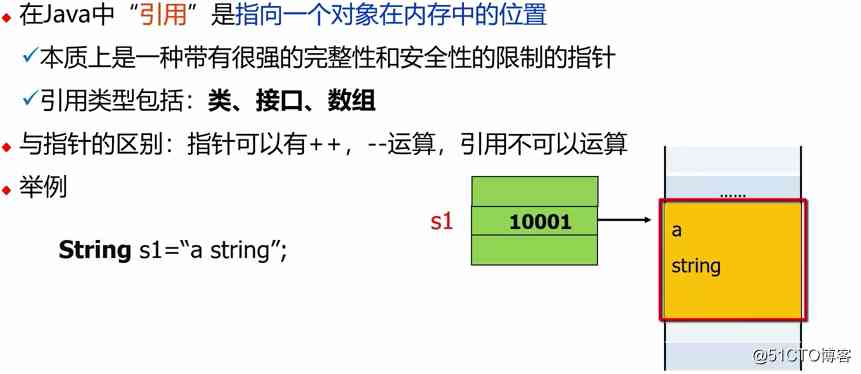 在Java中“引用”是指向一个对象在内存中的位置
本质上是一种带有很强的完整性和安全性的限制的指针
引用类型包括：类、接口、数组
与指针的区别：指针可以有++，--运算，引用不可以运算
举例
String s1=“a string”;
s1
10001
......
a
string
@51CTO博客